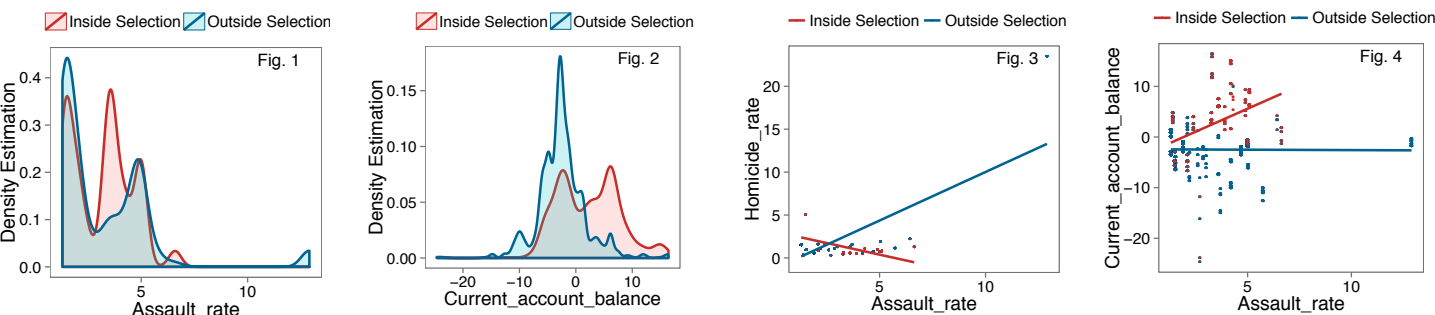 Inside Selection Outside Selection
Fig. 1
Density Estimation
0.4
0.3
0.2
0.1
0.0
5 10
Assault_rate
Inside Selection Outside Selection
Fig. 2
Density Estimation
0.15
0.10
0.05
0.00
−20 −10 0 10
Current_account_balance
Inside Selection Outside Selection
Fig. 3
Homicide_rate
20
15
10
5
0
5 10
Assault_rate
Inside Selection Outside Selection
Fig. 4
Current_account_balance
10
0
−10
−20
5 10
Assault_rate